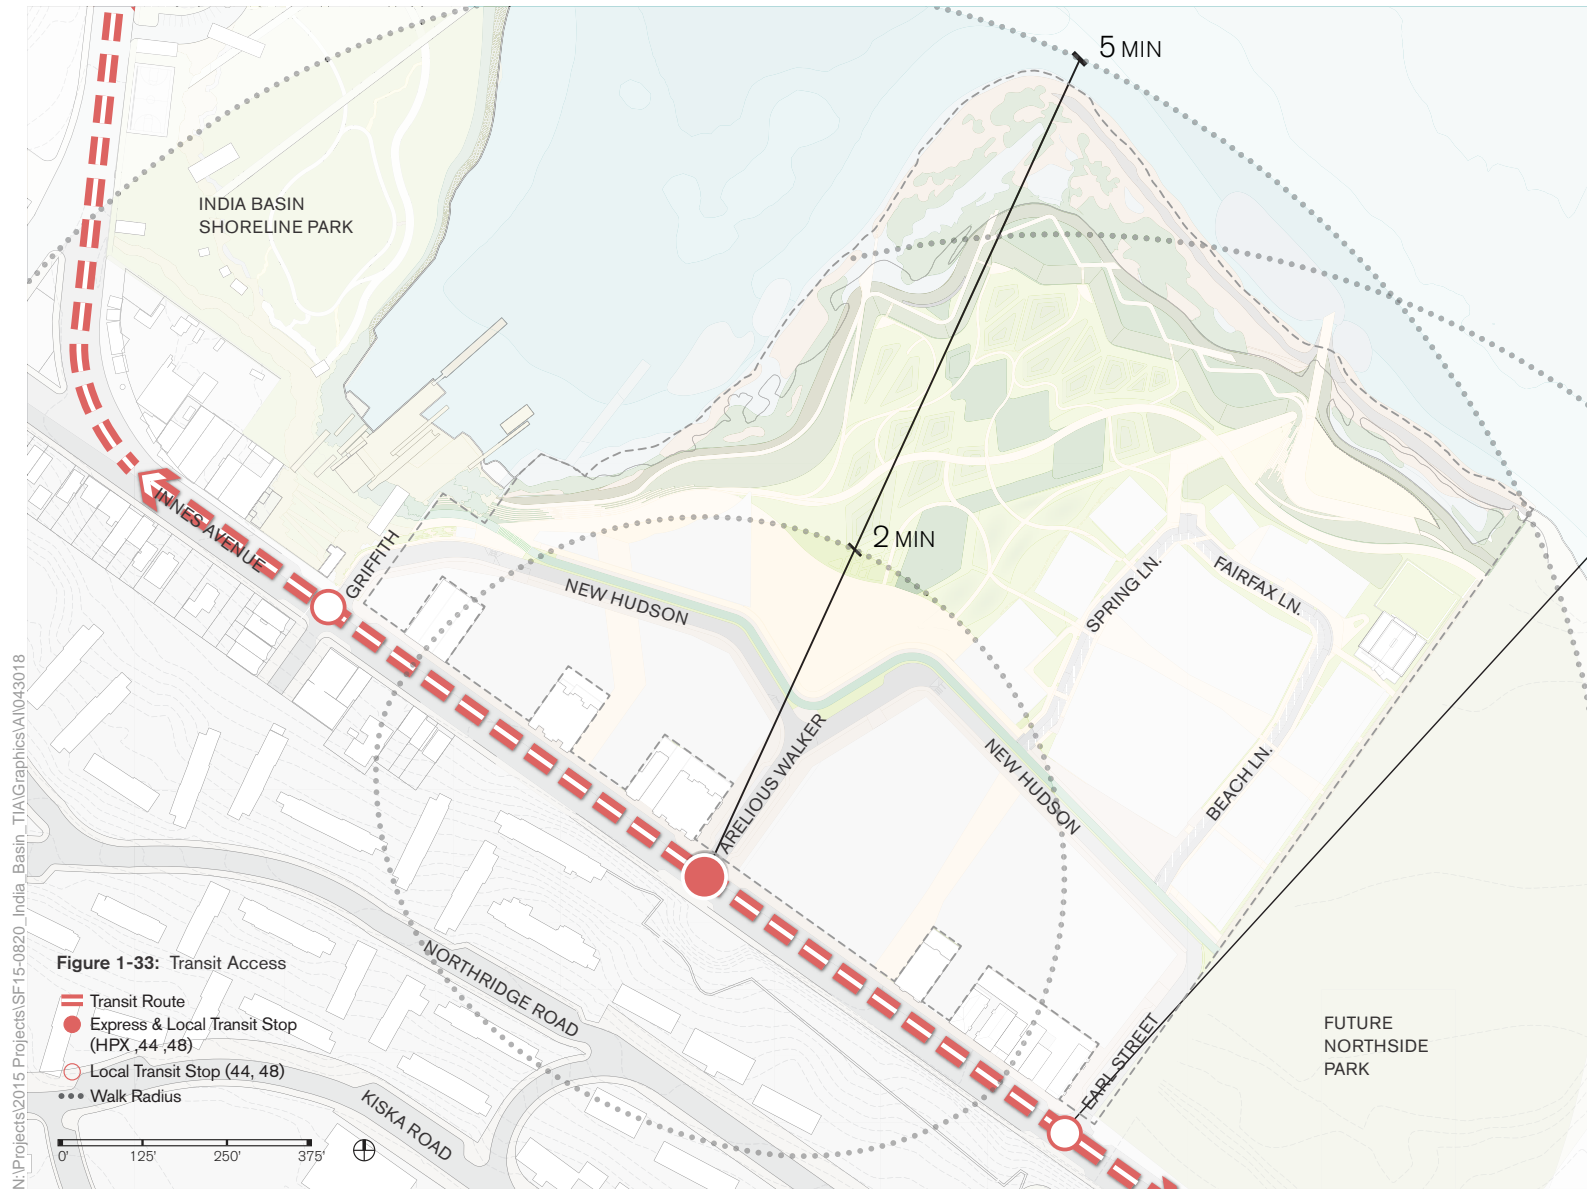 5 MIN
INDIA BASIN
SHORELINE PARK
2 MIN
INNES AVENUE
GRIFFITH
NEW HUDSON
SPRING LN.
FAIRFAX LN.
ARELIOUS WALKER
NEW HUDSON
BEACH LN.
NORTHRIDGE ROAD
KISKA ROAD
EARL STREET
FUTURE
NORTHSIDE
PARK
Figure 1-33: Transit Access
Transit Route
Express & Local Transit Stop
(HPX ,44 ,48)
Local Transit Stop (44, 48)
Walk Radius
0' 125' 250' 375'
N:\Projects\2015 Projects\SF15-0820_India_Basin_TIA\Graphics\AI\043018